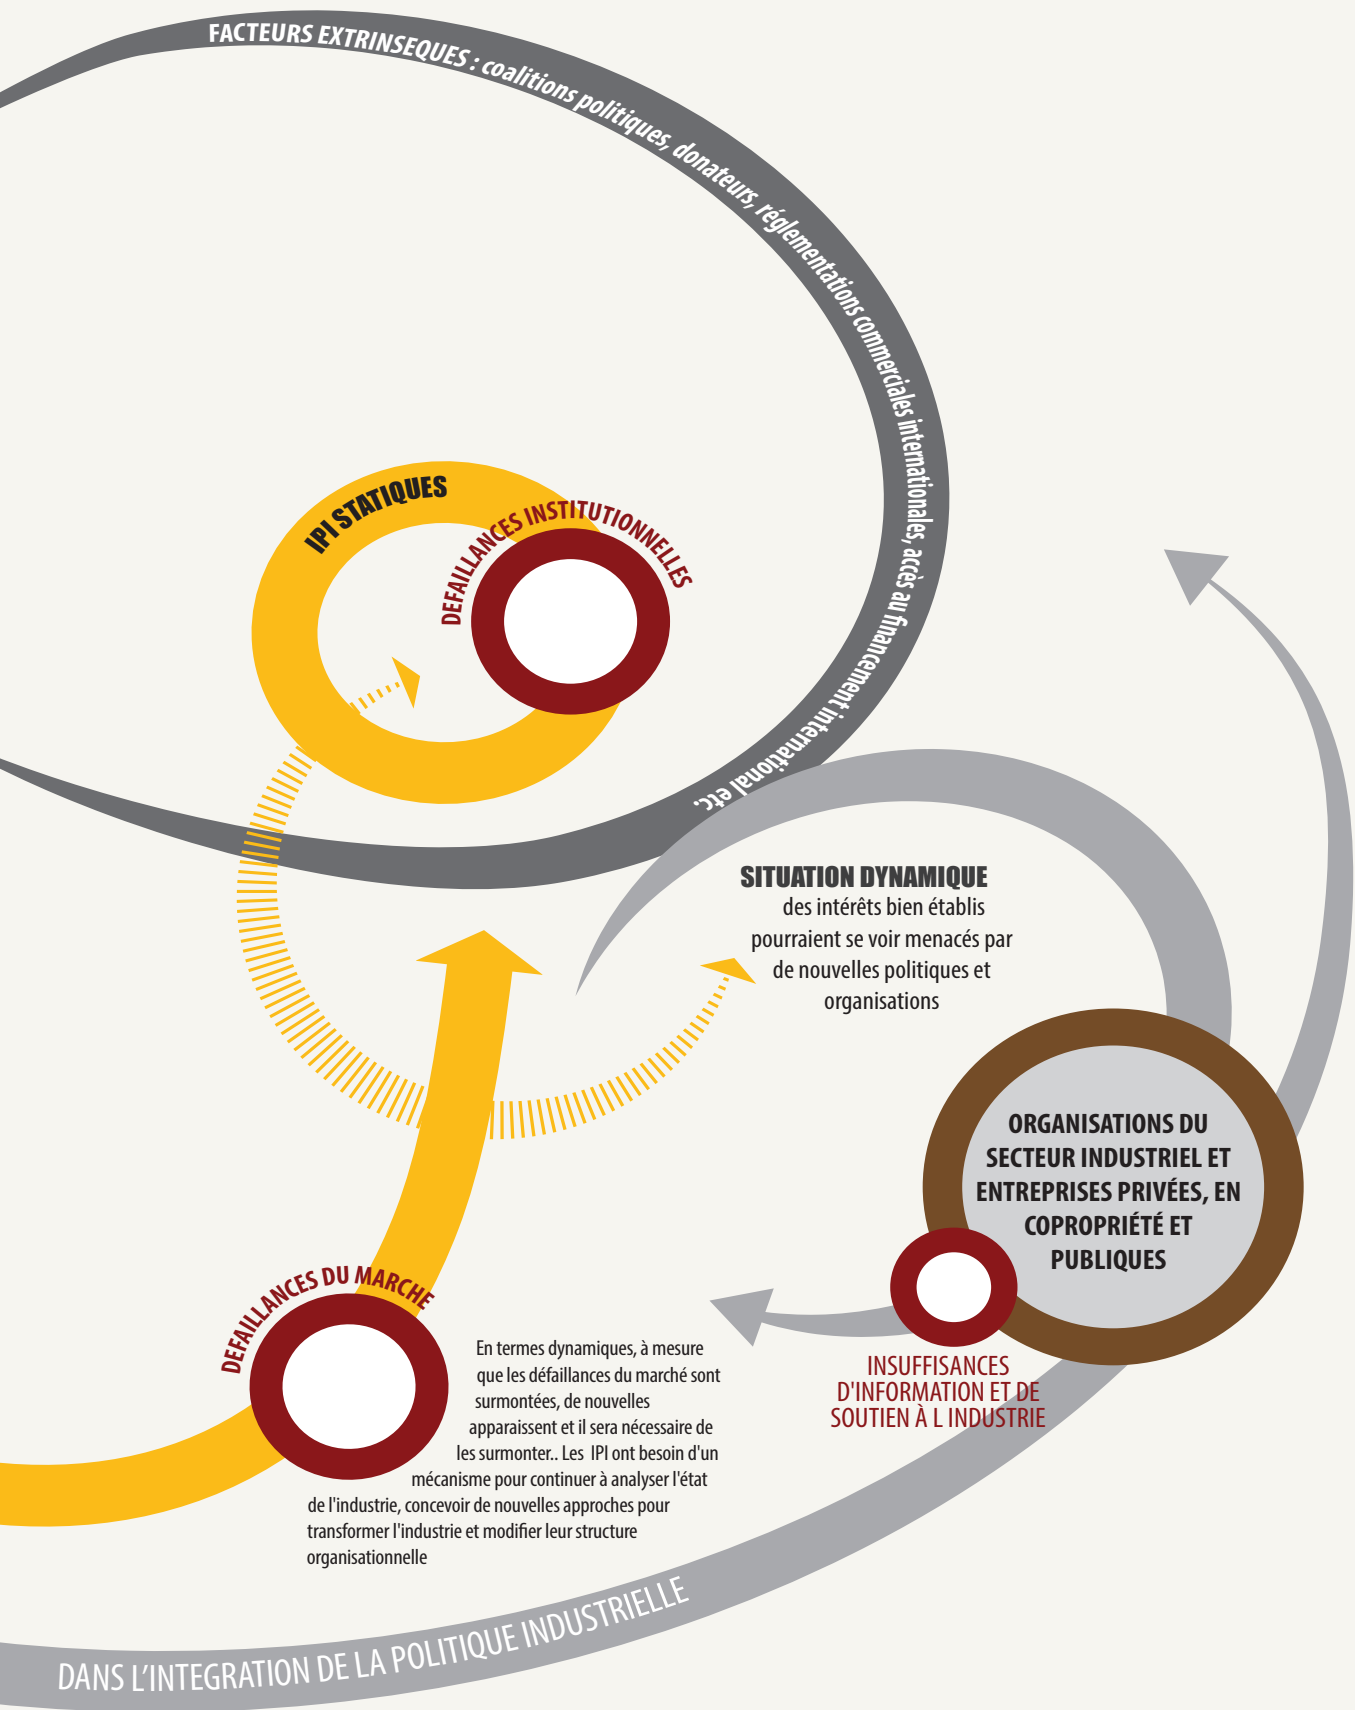 FACTEURS EXTRINSEQUES : coalitions politiques, donateurs, réglementations commerciales internationales, accès au financement international etc.
IPI STATIQUES
DEFAILLANCES INSTITUTIONNELLES
SITUATION DYNAMIQUE
des intérêts bien établis
pourraient se voir menacés par
de nouvelles politiques et
organisations
ORGANISATIONS DU
SECTEUR INDUSTRIEL ET
ENTREPRISES PRIVÉES, EN
COPROPRIÉTÉ ET
PUBLIQUES
DEFAILLANCES DU MARCHE
En termes dynamiques, à mesure
que les défaillances du marché sont
surmontées, de nouvelles
apparaissent et il sera nécessaire de
les surmonter.. Les IPI ont besoin d'un
mécanisme pour continuer à analyser l'état
de l'industrie, concevoir de nouvelles approches pour
transformer l'industrie et modifier leur structure
organisationnelle
INSUFFISANCES
D'INFORMATION ET DE
SOUTIEN À L INDUSTRIE
DANS L'INTEGRATION DE LA POLITIQUE INDUSTRIELLE